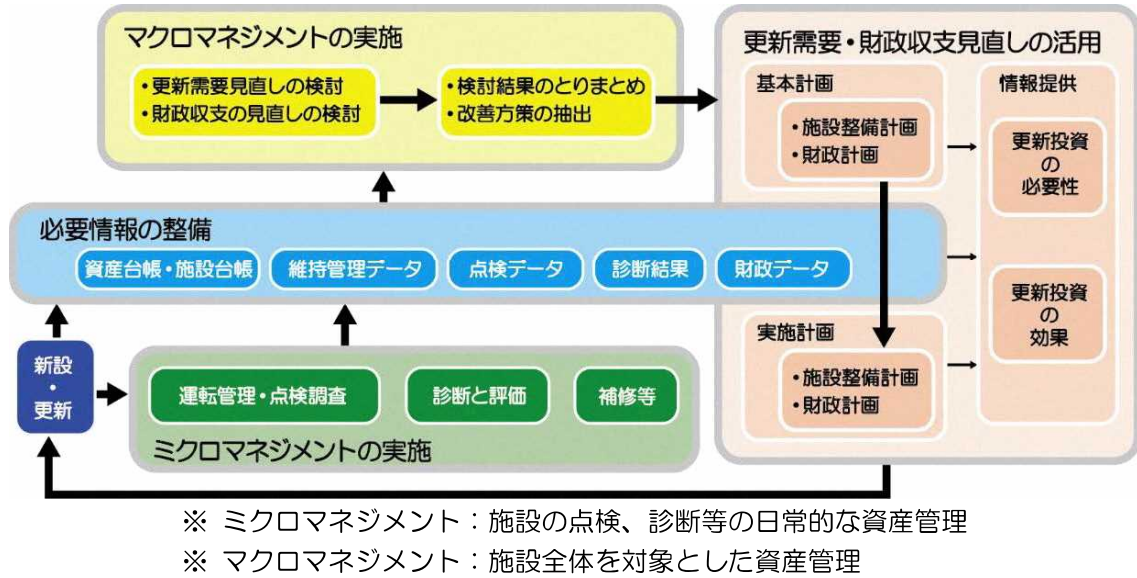 マクロマネジメントの実施
・更新需要見直しの検討
・財政収支の見直しの検討
・検討結果のとりまとめ
・改善方策の抽出
更新需要・財政収支見直しの活用
基本計画
・施設整備計画
・財政計画
情報提供
更新投資
の
必要性
更新投資
の
効果
実施計画
・施設整備計画
・財政計画
必要情報の整備
資産台帳・施設台帳
維持管理データ
点検データ
診断結果
財政データ
新設
・
更新
運転管理・点検調査
診断と評価
補修等
ミクロマネジメントの実施
※ ミクロマネジメント：施設の点検、診断等の日常的な資産管理
※ マクロマネジメント：施設全体を対象とした資産管理